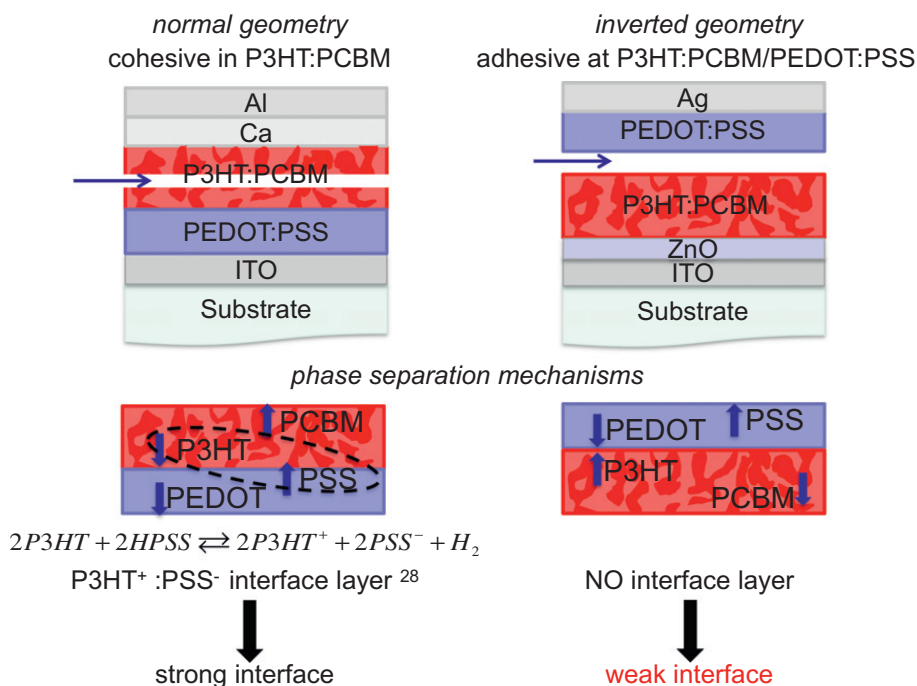 normal geometry
cohesive in P3HT:PCBM
Al
Ca
P3HT:PCBM
PEDOT:PSS
ITO
Substrate
inverted geometry
adhesive at P3HT:PCBM/PEDOT:PSS
Ag
PEDOT:PSS
P3HT:PCBM
ZnO
ITO
Substrate
phase separation mechanisms
PCBM
P3HT
PSS
PEDOT
2P3HT + 2HPSS ⇄ 2P3HT⁺ + 2PSS⁻ + H₂
P3HT⁺ :PSS⁻ interface layer ²⁸
strong interface
PSS
PEDOT
P3HT
PCBM
NO interface layer
weak interface